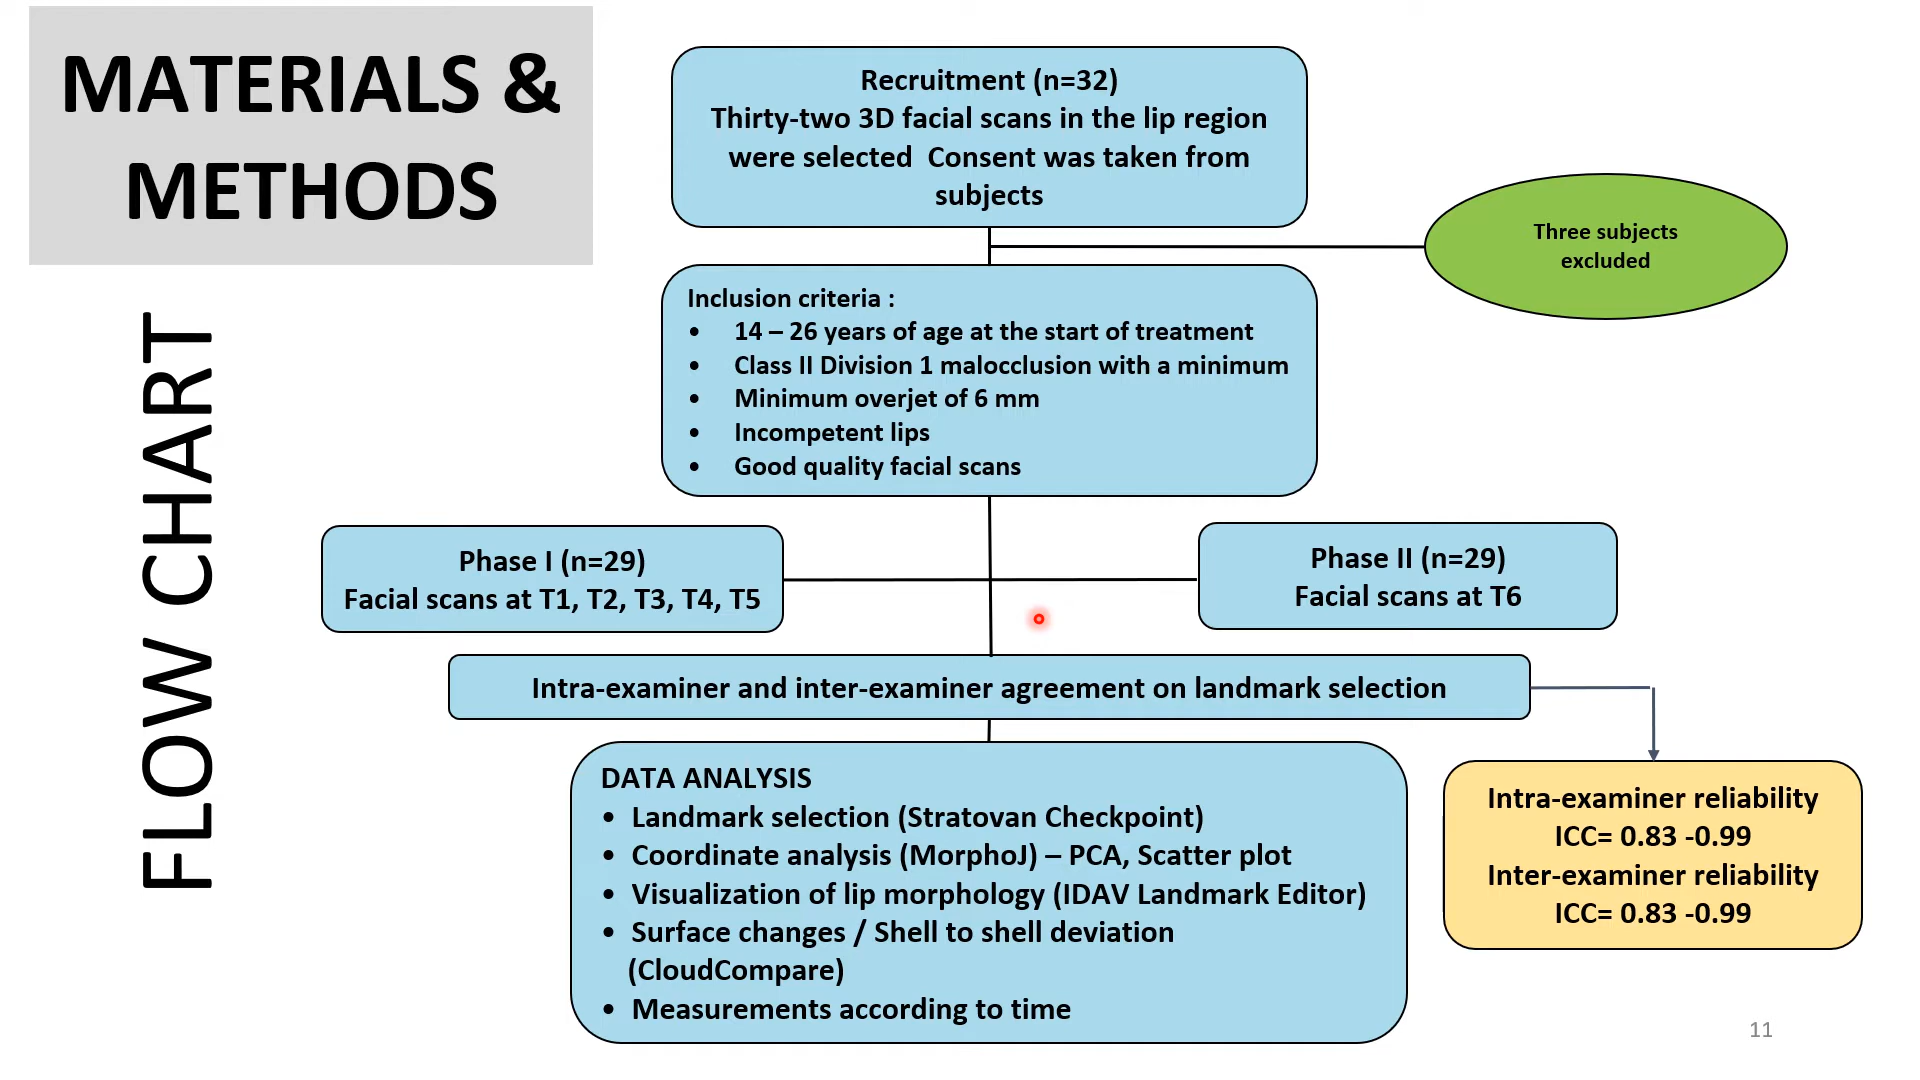 MATERIALS &
METHODS
FLOW CHART
Recruitment (n=32)
Thirty-two 3D facial scans in the lip region
were selected  Consent was taken from
subjects
Three subjects
excluded
Inclusion criteria :
• 14 – 26 years of age at the start of treatment
• Class II Division 1 malocclusion with a minimum
• Minimum overjet of 6 mm
• Incompetent lips
• Good quality facial scans
Phase I (n=29)
Facial scans at T1, T2, T3, T4, T5
Phase II (n=29)
Facial scans at T6
Intra-examiner and inter-examiner agreement on landmark selection
DATA ANALYSIS
• Landmark selection (Stratovan Checkpoint)
• Coordinate analysis (MorphoJ) – PCA, Scatter plot
• Visualization of lip morphology (IDAV Landmark Editor)
• Surface changes / Shell to shell deviation
(CloudCompare)
• Measurements according to time
Intra-examiner reliability
ICC= 0.83 -0.99
Inter-examiner reliability
ICC= 0.83 -0.99
11